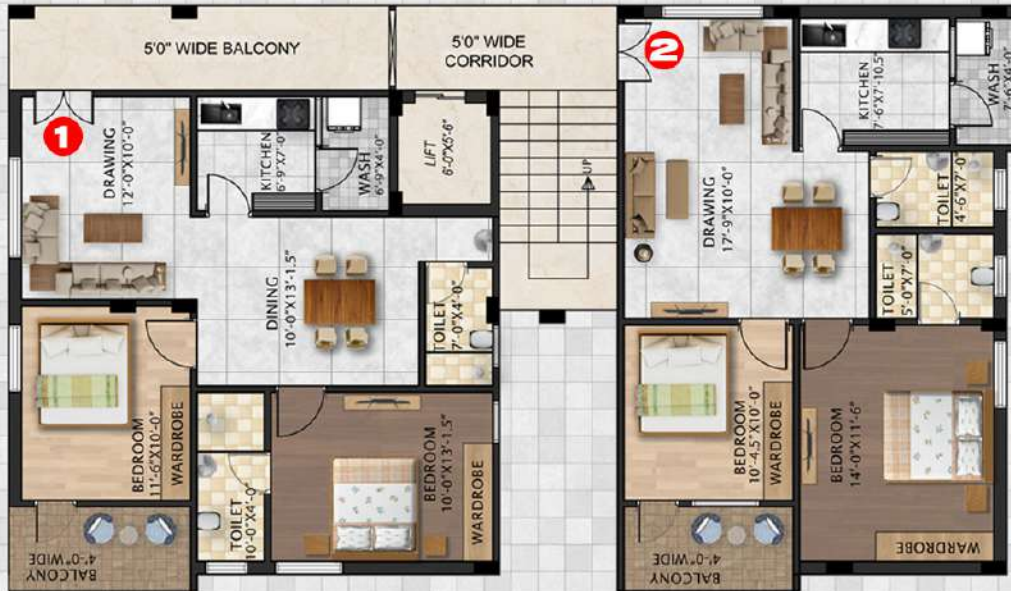 5'0" WIDE BALCONY
5'0" WIDE
CORRIDOR
1
DRAWING
12'-0"X10'-0"
KITCHEN
6'-9"X7'-0"
WASH
6'-9"X4'-0"
LIFT
6'-0"X5'-6"
UP
DINING
10'-0"X13'-1.5"
TOILET
7'-0"X4'-0"
BEDROOM
11'-6"X10'-0"
WARDROBE
TOILET
10'-0"X4'-0"
BEDROOM
10'-0"X13'-1.5"
WARDROBE
BALCONY
4'-0"WIDE
2
KITCHEN
7'-6"X7'-10.5"
WASH
7'-6"X4'-0"
DRAWING
17'-9"X10'-0"
TOILET
4'-6"X7'-0"
TOILET
5'-0"X7'-0"
BEDROOM
10'-4.5"X10'-0"
WARDROBE
BEDROOM
14'-0"X11'-6"
WARDROBE
BALCONY
4'-0"WIDE